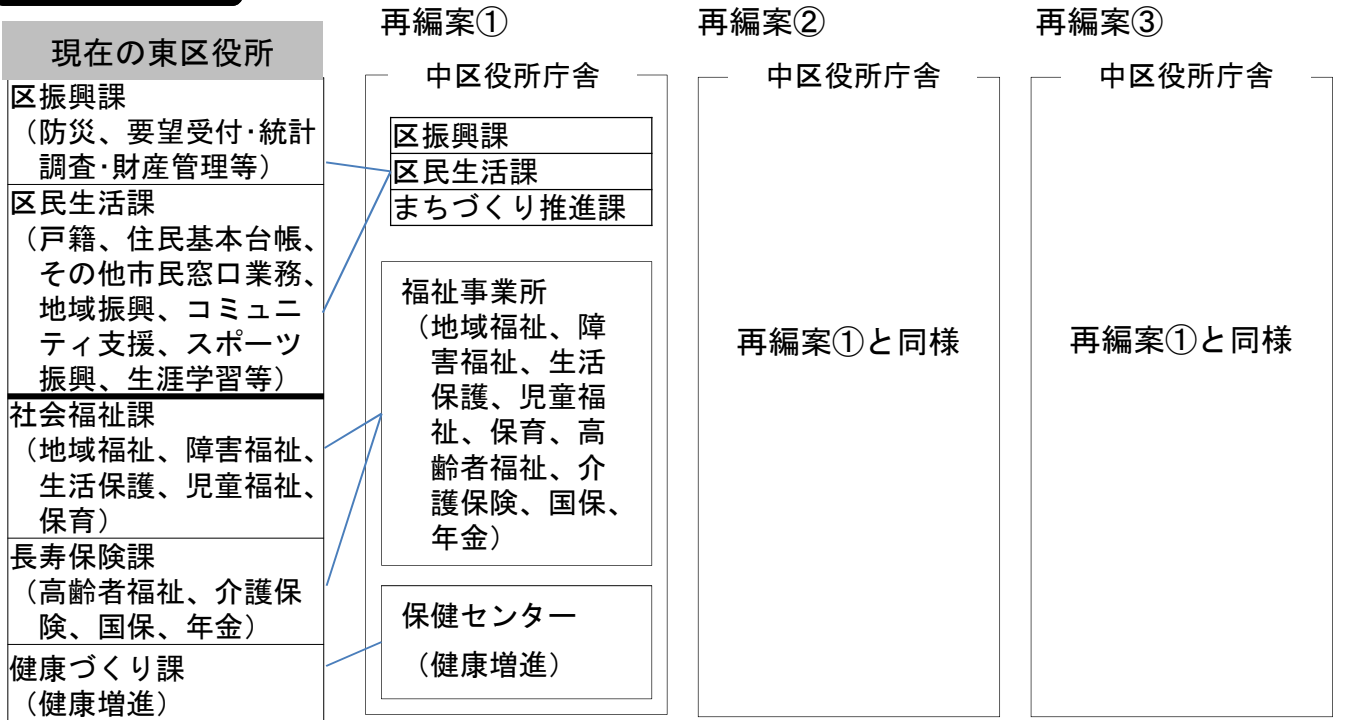 現在の東区役所
区振興課
（防災、要望受付･統計
調査･財産管理等）
区民生活課
（戸籍、住民基本台帳、
その他市民窓口業務、
地域振興、コミュニ
ティ支援、スポーツ
振興、生涯学習等）
社会福祉課
（地域福祉、障害福祉、
生活保護、児童福祉、
保育）
長寿保険課
（高齢者福祉、介護保
険、国保、年金）
健康づくり課
（健康増進）
再編案①
中区役所庁舎
区振興課
区民生活課
まちづくり推進課
福祉事業所
（地域福祉、障
害福祉、生活
保護、児童福
祉、保育、高
齢者福祉、介
護保険、国保、
年金）
保健センター
（健康増進）
再編案②
中区役所庁舎
再編案①と同様
再編案③
中区役所庁舎
再編案①と同様